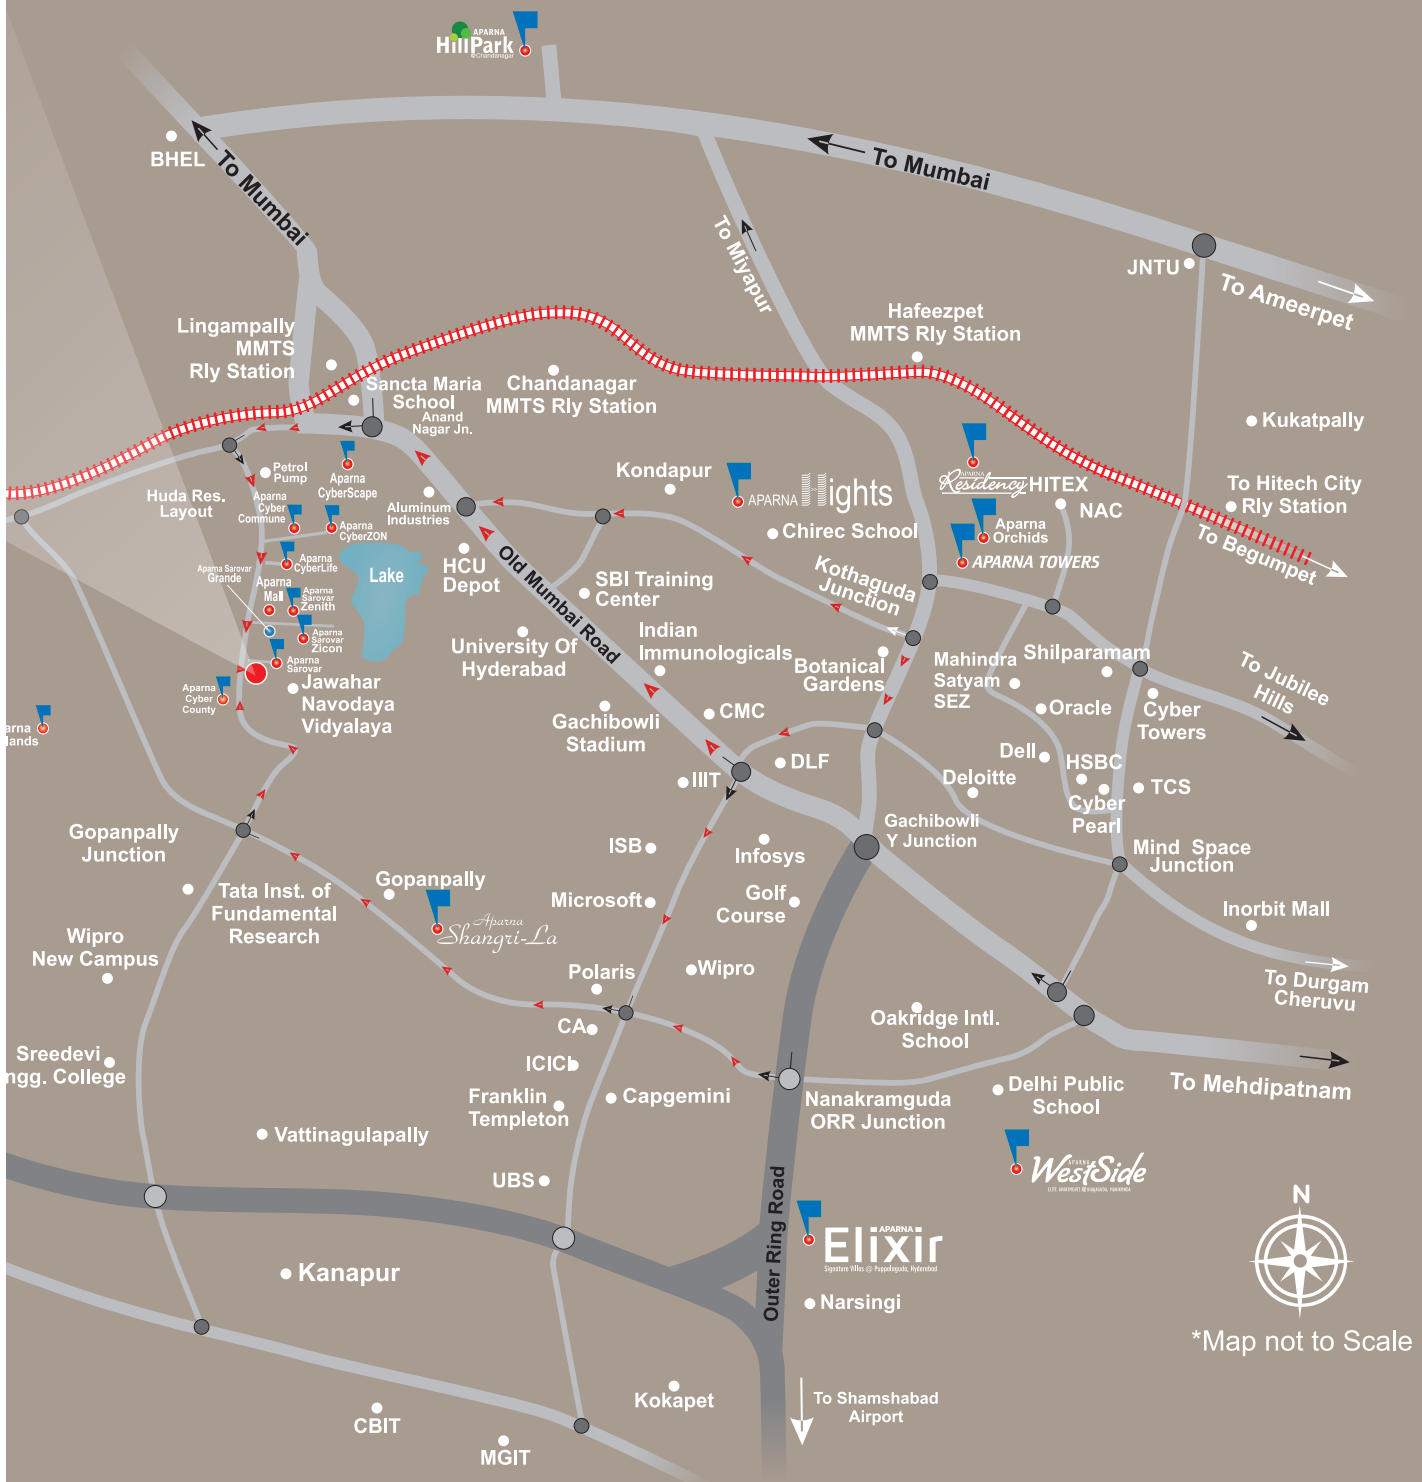 APARNA
HillPark
@Chandanagar
BHEL
To Mumbai
To Mumbai
To Miyapur
JNTU
To Ameerpet
Lingampally
MMTS
Rly Station
Hafeezpet
MMTS Rly Station
Sancta Maria
School
Anand
Nagar Jn.
Chandanagar
MMTS Rly Station
Kukatpally
Petrol
Pump
Aparna
CyberScape
Kondapur
APARNA Hights
APARNA
Residency
HITEX
NAC
To Hitech City
Rly Station
Huda Res.
Layout
Aparna
Cyber
Commune
Aluminum
Industries
Aparna
CyberZON
Chirec School
Aparna
Orchids
APARNA TOWERS
To Begumpet
Aparna
CyberLife
Lake
HCU
Depot
Old Mumbai Road
SBI Training
Center
Kothaguda
Junction
Aparna Sarovar
Grande
Aparna
Mall
Aparna
Sarovar
Zenith
Aparna
Sarovar
Zicon
University Of
Hyderabad
Indian
Immunologicals
Botanical
Gardens
Mahindra
Satyam
SEZ
Shilparamam
To Jubilee
Hills
Aparna
Sarovar
Aparna
Cyber
County
Jawahar
Navodaya
Vidyalaya
Gachibowli
Stadium
CMC
Oracle
Cyber
Towers
arna
lands
DLF
IIIT
Dell
HSBC
Deloitte
Cyber
Pearl
TCS
Gopanpally
Junction
ISB
Infosys
Gachibowli
Y Junction
Mind Space
Junction
Gopanpally
Tata Inst. of
Fundamental
Research
Microsoft
Golf
Course
Inorbit Mall
Aparna
Shangri-La
Wipro
New Campus
Polaris
Wipro
To Durgam
Cheruvu
CA
Oakridge Intl.
School
Sreedevi
ngg. College
ICICI
To Mehdipatnam
Franklin
Templeton
Capgemini
Nanakramguda
ORR Junction
Delhi Public
School
Vattinagulapally
UBS
APARNA
WestSide
Outer Ring Road
APARNA
Elixir
Signature Villas @ Puppalaguda, Hyderabad
N
Kanapur
Narsingi
*Map not to Scale
Kokapet
To Shamshabad
Airport
CBIT
MGIT